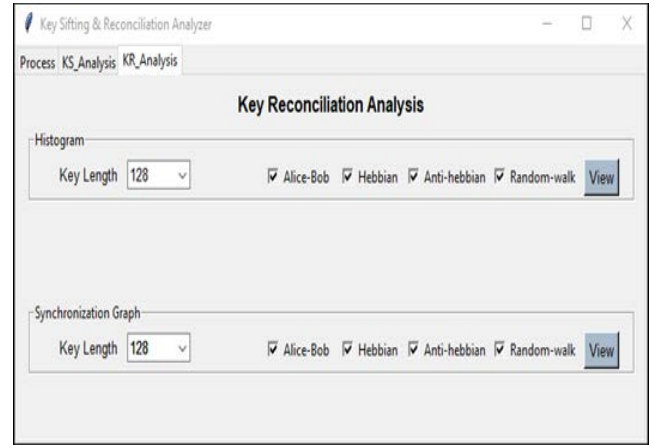 Key Sifting & Reconciliation Analyzer
Process KS_Analysis KR_Analysis
Key Reconciliation Analysis
Histogram
Key Length 128 Alice-Bob Hebbian Anti-hebbian Random-walk View
Synchronization Graph
Key Length 128 Alice-Bob Hebbian Anti-hebbian Random-walk View